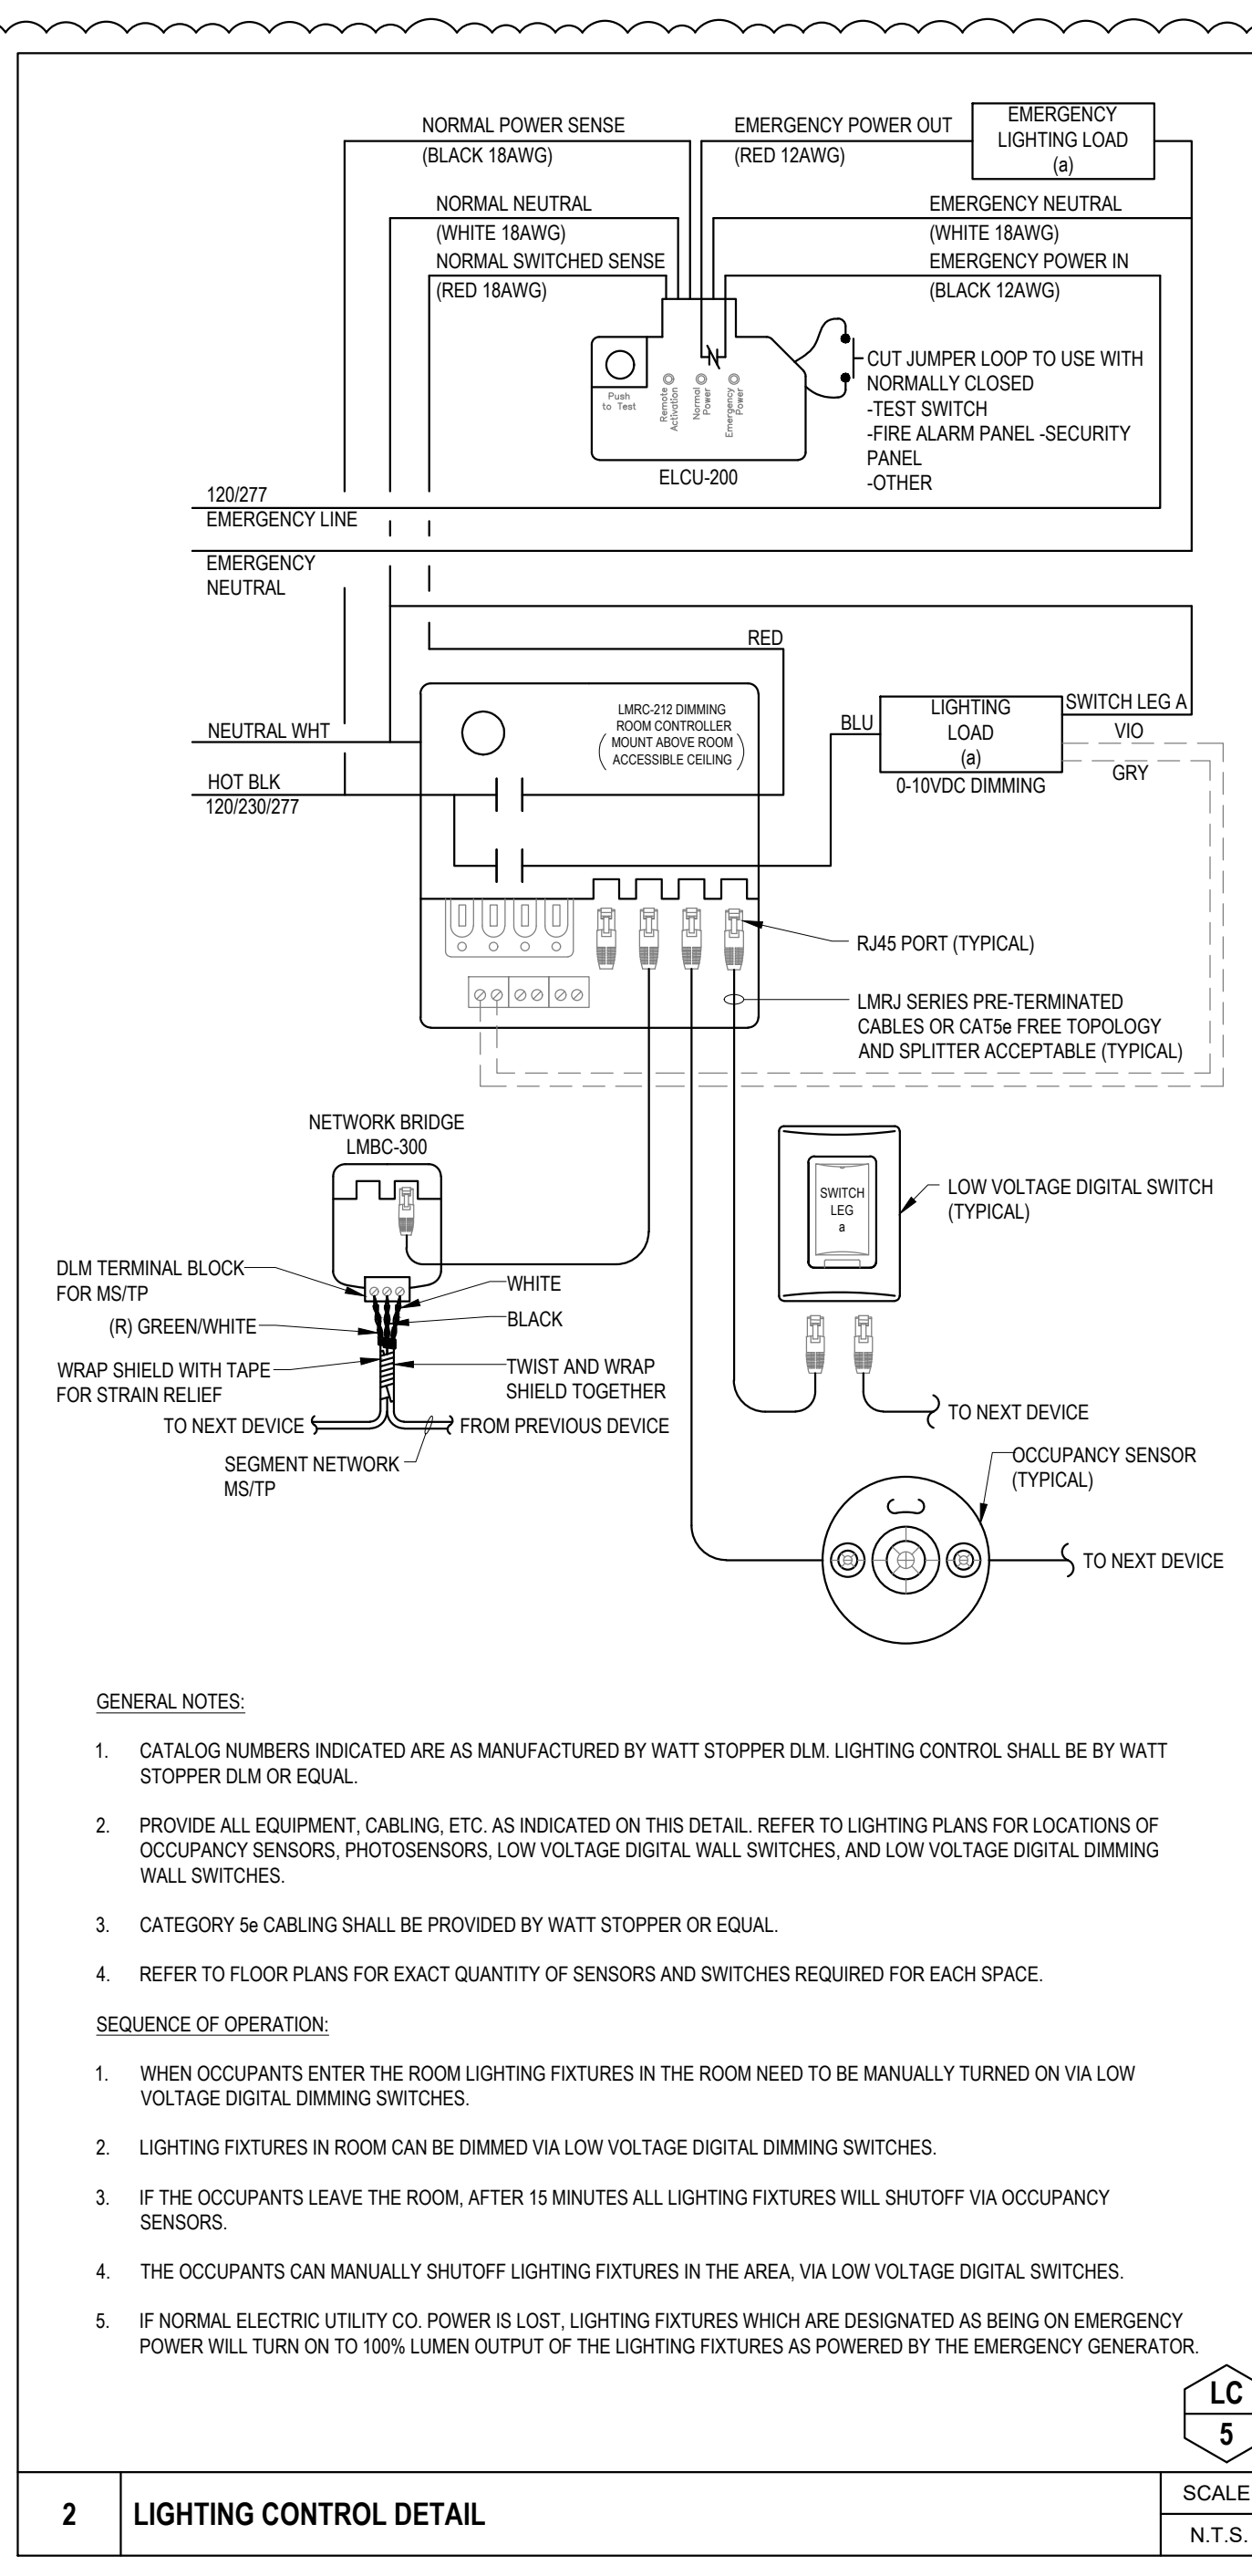 NORMAL POWER SENSE
(BLACK 18AWG)
EMERGENCY POWER OUT
(RED 12AWG)
EMERGENCY
LIGHTING LOAD
(a)
NORMAL NEUTRAL
(WHITE 18AWG)
EMERGENCY NEUTRAL
(WHITE 18AWG)
NORMAL SWITCHED SENSE
(RED 18AWG)
EMERGENCY POWER IN
(BLACK 12AWG)
Push
to Test
Remote
Activation
Normal
Power
Emergency
Power
CUT JUMPER LOOP TO USE WITH
NORMALLY CLOSED
-TEST SWITCH
-FIRE ALARM PANEL -SECURITY
PANEL
-OTHER
ELCU-200
120/277
EMERGENCY LINE
EMERGENCY
NEUTRAL
RED
LMRC-212 DIMMING
ROOM CONTROLLER
MOUNT ABOVE ROOM
ACCESSIBLE CEILING
NEUTRAL WHT
HOT BLK
120/230/277
BLU
LIGHTING
LOAD
(a)
0-10VDC DIMMING
SWITCH LEG A
VIO
GRY
RJ45 PORT (TYPICAL)
LMRJ SERIES PRE-TERMINATED
CABLES OR CAT5e FREE TOPOLOGY
AND SPLITTER ACCEPTABLE (TYPICAL)
NETWORK BRIDGE
LMBC-300
SWITCH
LEG
a
LOW VOLTAGE DIGITAL SWITCH
(TYPICAL)
DLM TERMINAL BLOCK
FOR MS/TP
WHITE
BLACK
(R) GREEN/WHITE
WRAP SHIELD WITH TAPE
FOR STRAIN RELIEF
TWIST AND WRAP
SHIELD TOGETHER
TO NEXT DEVICE
FROM PREVIOUS DEVICE
SEGMENT NETWORK
MS/TP
TO NEXT DEVICE
OCCUPANCY SENSOR
(TYPICAL)
TO NEXT DEVICE
GENERAL NOTES:
1. CATALOG NUMBERS INDICATED ARE AS MANUFACTURED BY WATT STOPPER DLM. LIGHTING CONTROL SHALL BE BY WATT
STOPPER DLM OR EQUAL.
2. PROVIDE ALL EQUIPMENT, CABLING, ETC. AS INDICATED ON THIS DETAIL. REFER TO LIGHTING PLANS FOR LOCATIONS OF
OCCUPANCY SENSORS, PHOTOSENSORS, LOW VOLTAGE DIGITAL WALL SWITCHES, AND LOW VOLTAGE DIGITAL DIMMING
WALL SWITCHES.
3. CATEGORY 5e CABLING SHALL BE PROVIDED BY WATT STOPPER OR EQUAL.
4. REFER TO FLOOR PLANS FOR EXACT QUANTITY OF SENSORS AND SWITCHES REQUIRED FOR EACH SPACE.
SEQUENCE OF OPERATION:
1. WHEN OCCUPANTS ENTER THE ROOM LIGHTING FIXTURES IN THE ROOM NEED TO BE MANUALLY TURNED ON VIA LOW
VOLTAGE DIGITAL DIMMING SWITCHES.
2. LIGHTING FIXTURES IN ROOM CAN BE DIMMED VIA LOW VOLTAGE DIGITAL DIMMING SWITCHES.
3. IF THE OCCUPANTS LEAVE THE ROOM, AFTER 15 MINUTES ALL LIGHTING FIXTURES WILL SHUTOFF VIA OCCUPANCY
SENSORS.
4. THE OCCUPANTS CAN MANUALLY SHUTOFF LIGHTING FIXTURES IN THE AREA, VIA LOW VOLTAGE DIGITAL SWITCHES.
5. IF NORMAL ELECTRIC UTILITY CO. POWER IS LOST, LIGHTING FIXTURES WHICH ARE DESIGNATED AS BEING ON EMERGENCY
POWER WILL TURN ON TO 100% LUMEN OUTPUT OF THE LIGHTING FIXTURES AS POWERED BY THE EMERGENCY GENERATOR.
LC
5
2
LIGHTING CONTROL DETAIL
SCALE
N.T.S.